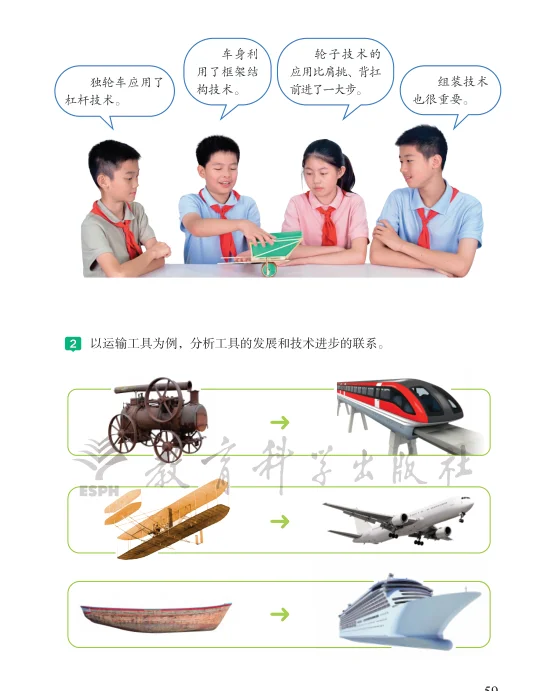 独轮车应用了
杠杆技术。
车身利
用了框架结
构技术。
轮子技术的
应用比肩挑、背扛
前进了一大步。
组装技术
也很重要。
2 以运输工具为例，分析工具的发展和技术进步的联系。
教育科学出版社
ESPH